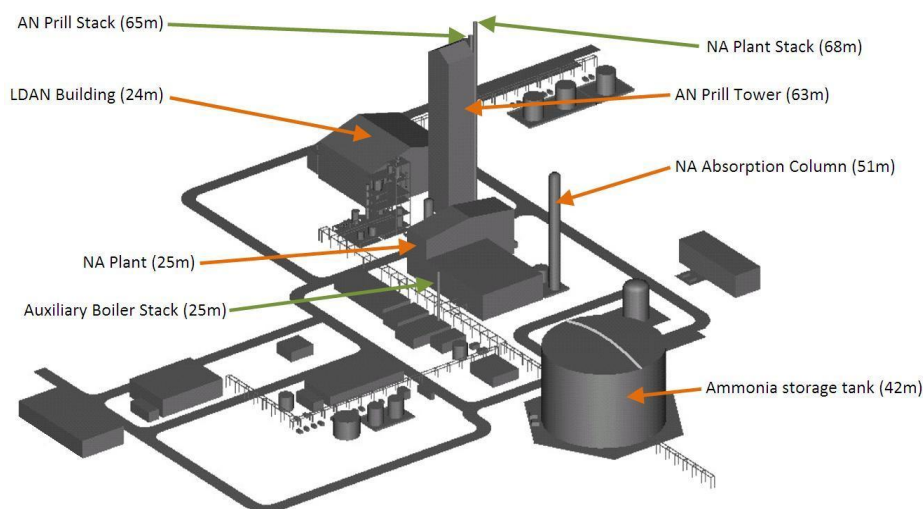 AN Prill Stack (65m)
NA Plant Stack (68m)
LDAN Building (24m)
AN Prill Tower (63m)
NA Absorption Column (51m)
NA Plant (25m)
Auxiliary Boiler Stack (25m)
Ammonia storage tank (42m)